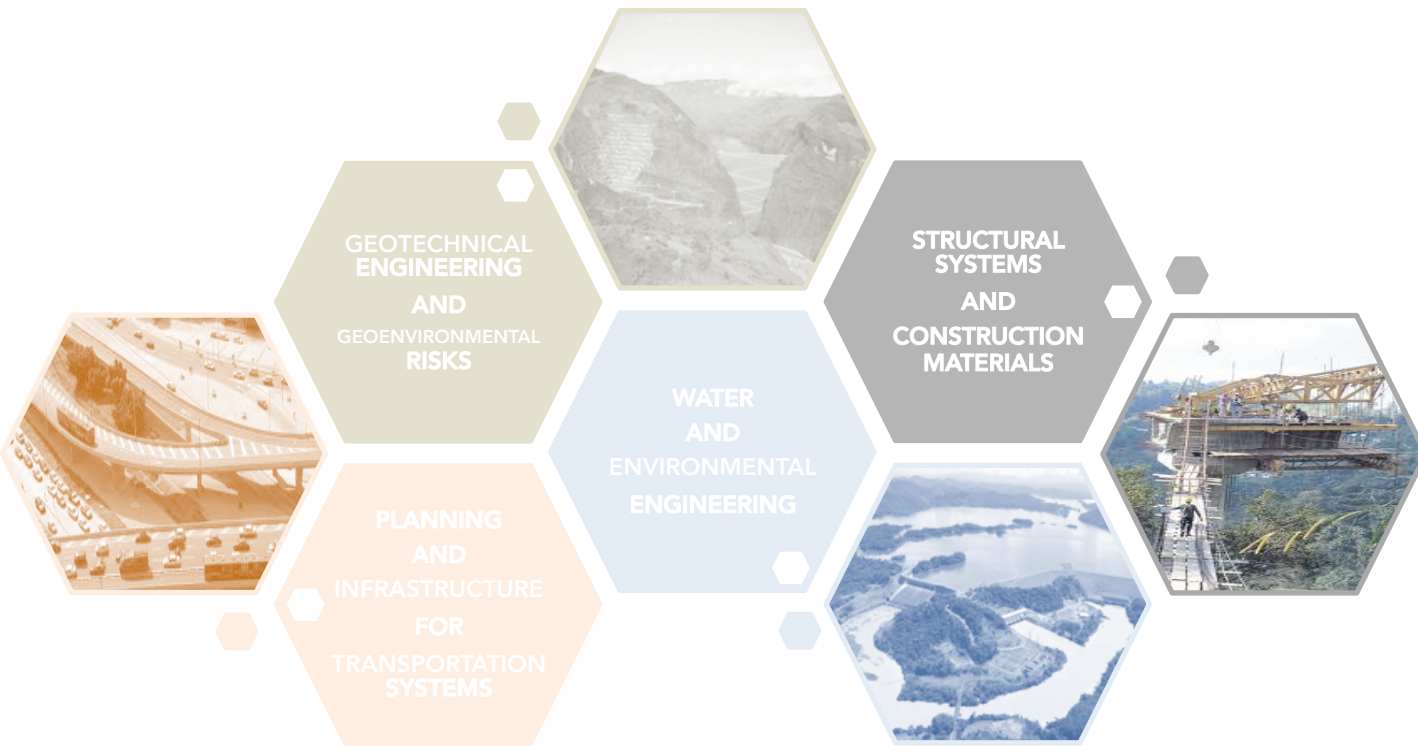 GEOTECHNICAL
ENGINEERING
AND
GEOENVIRONMENTAL
RISKS
STRUCTURAL
SYSTEMS
AND
CONSTRUCTION
MATERIALS
WATER
AND
ENVIRONMENTAL
ENGINEERING
PLANNING
AND
INFRASTRUCTURE
FOR
TRANSPORTATION
SYSTEMS